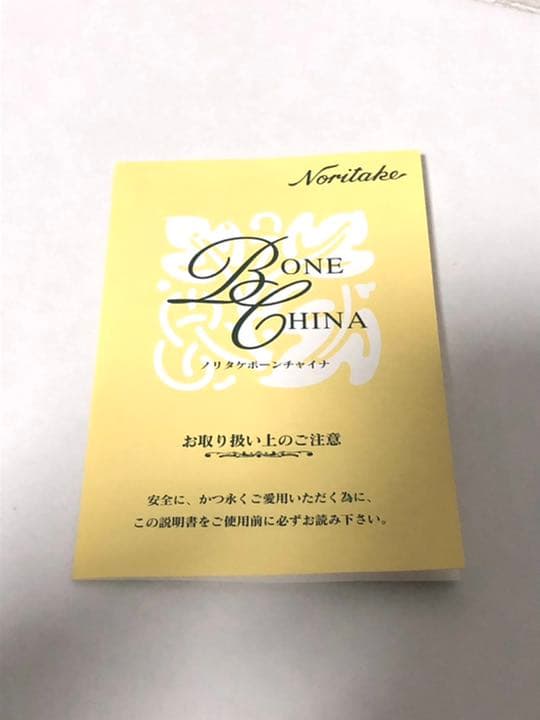 Noritake
BONE
CHINA
ノリタケボーンチャイナ
お取り扱い上のご注意
安全に、かつ永くご愛用いただく為に、
この説明書をご使用前に必ずお読み下さい。